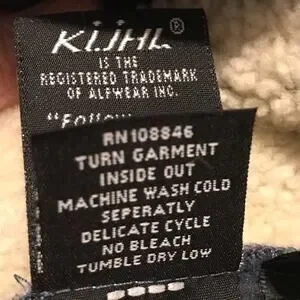 KÜHL®
IS THE
REGISTERED TRADEMARK
OF ALFWEAR INC.
"Follow
RN108846
TURN GARMENT
INSIDE OUT
MACHINE WASH COLD
SEPERATLY
DELICATE CYCLE
NO BLEACH
TUMBLE DRY LOW